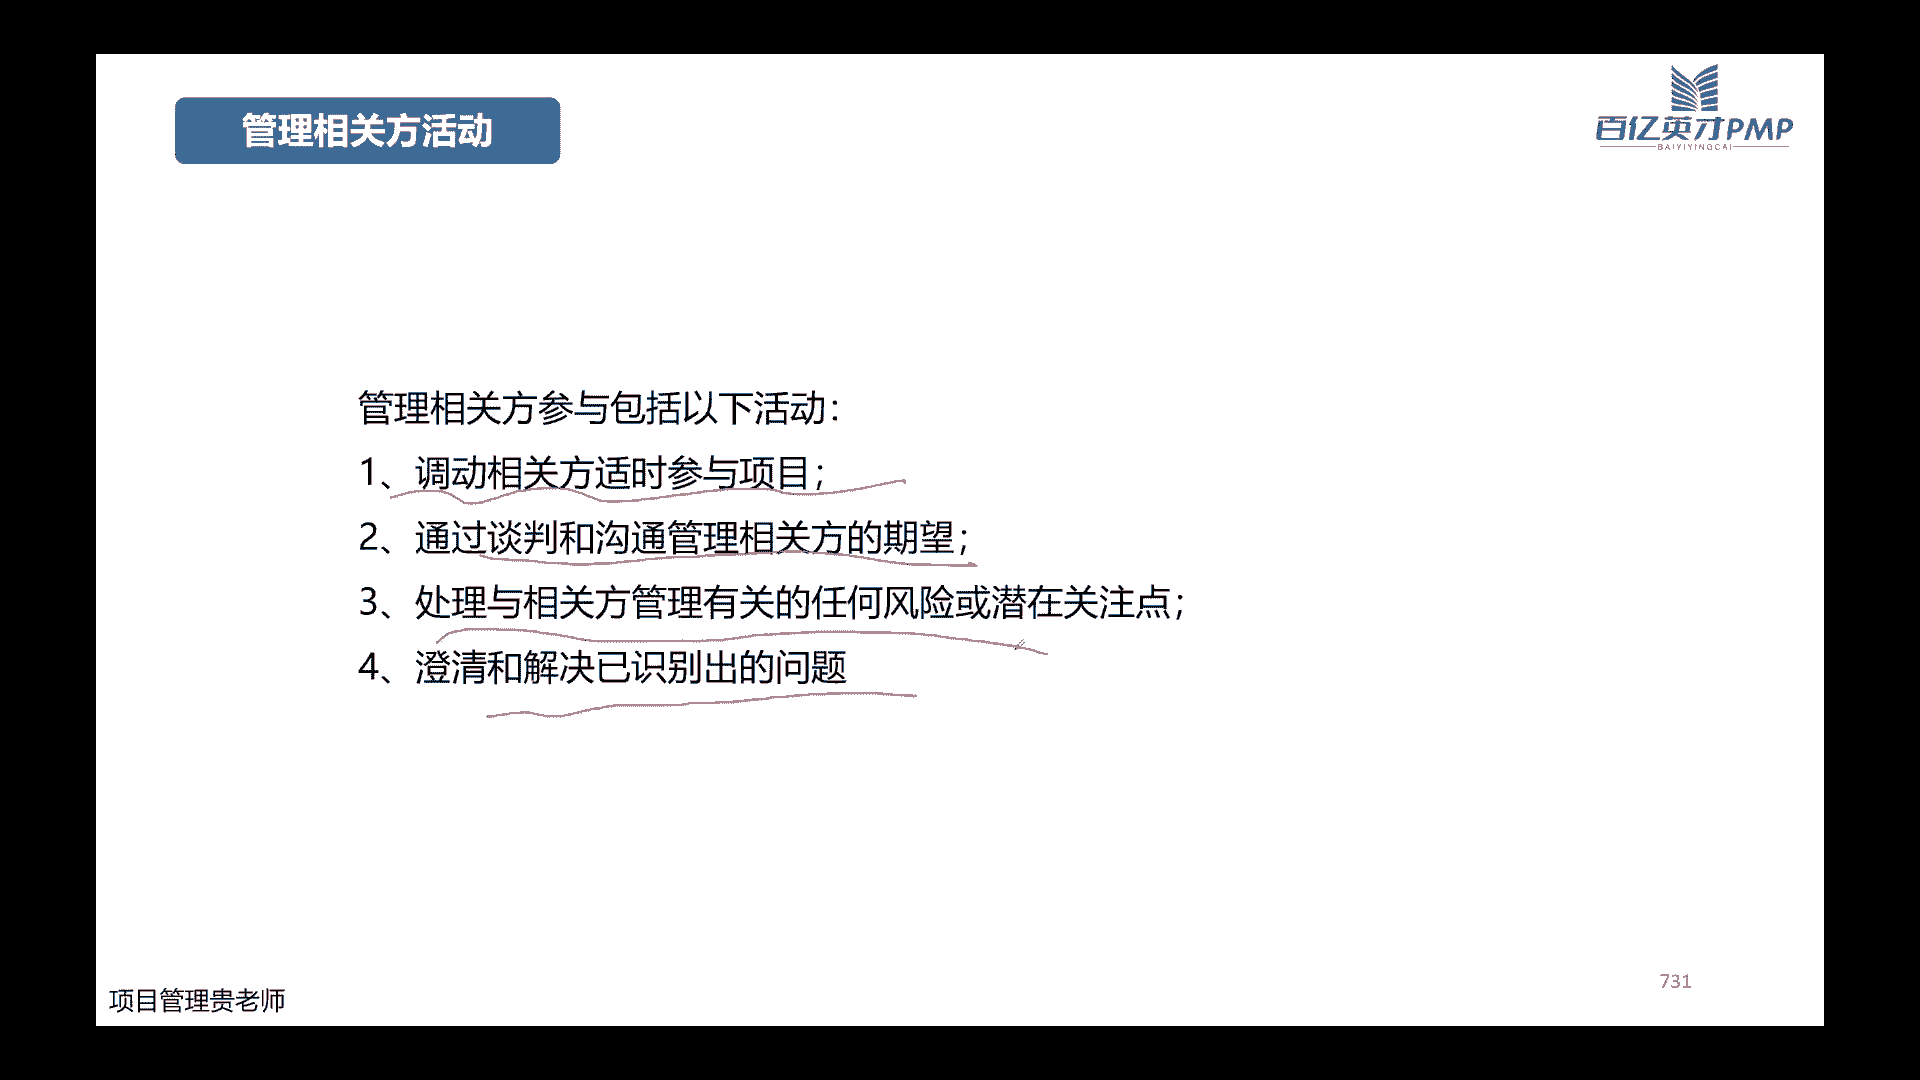 管理相关方活动
百亿英才PMP
BAIYIYINGCAI
管理相关方参与包括以下活动：
1、调动相关方适时参与项目；
2、通过谈判和沟通管理相关方的期望；
3、处理与相关方管理有关的任何风险或潜在关注点；
4、澄清和解决已识别出的问题
项目管理贵老师
731